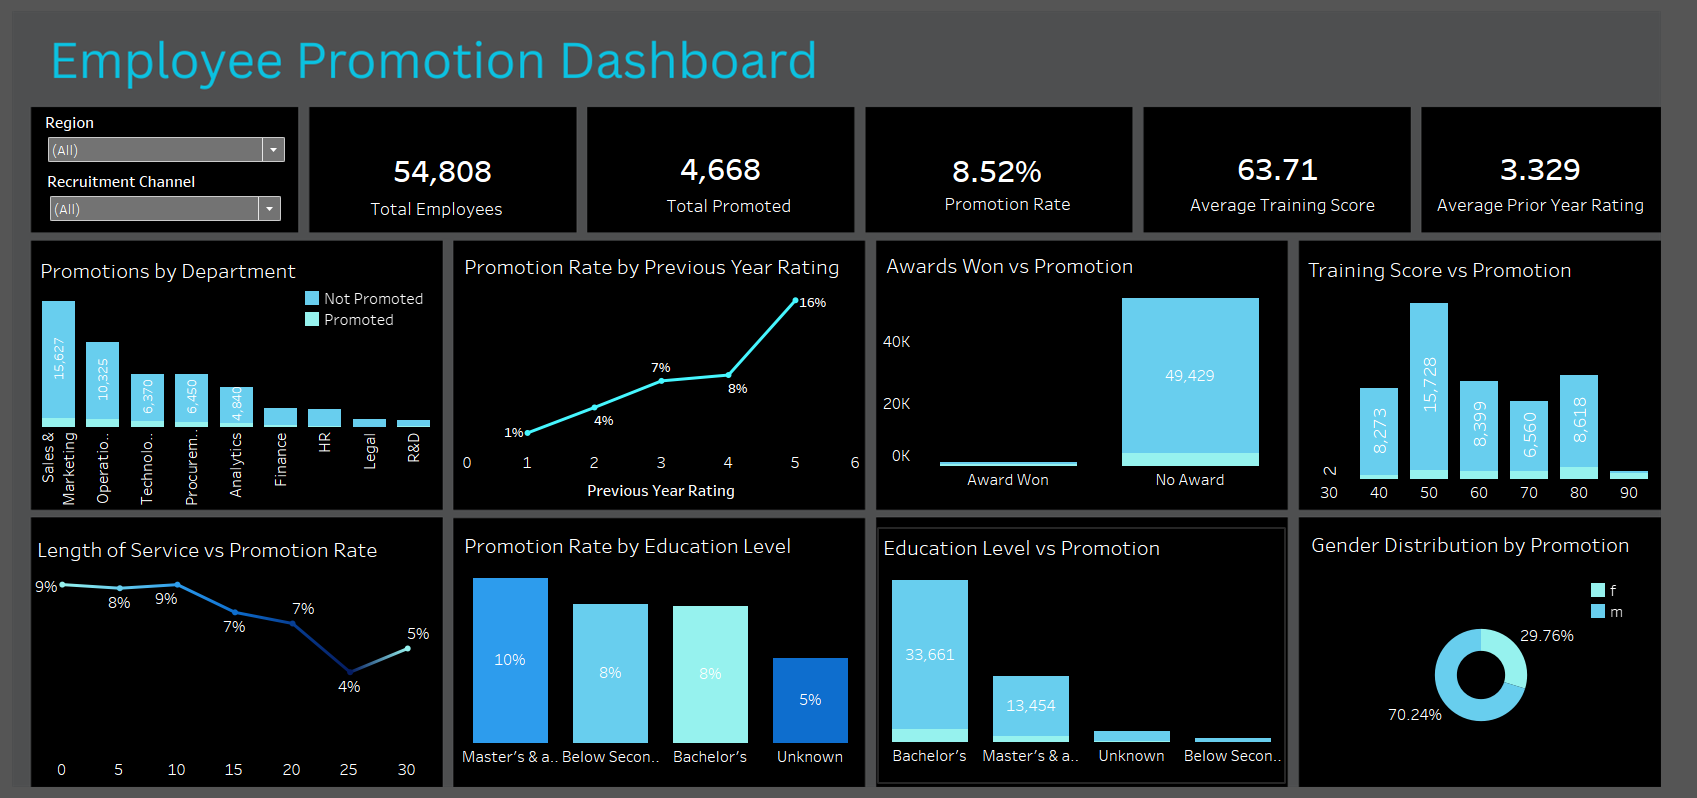 Employee Promotion Dashboard
Region
(All)
Recruitment Channel
(All)
54,808
Total Employees
4,668
Total Promoted
8.52%
Promotion Rate
63.71
Average Training Score
3.329
Average Prior Year Rating
Promotions by Department
Not Promoted
Promoted
15,627
10,325
6,370
6,450
4,840
Sales &
Marketing
Operatio..
Technolo..
Procurem..
Analytics
Finance
HR
Legal
R&D
Promotion Rate by Previous Year Rating
1%
4%
7%
8%
16%
0 1 2 3 4 5 6
Previous Year Rating
Awards Won vs Promotion
40K
20K
0K
49,429
Award Won No Award
Training Score vs Promotion
2
8,273
15,728
8,399
6,560
8,618
30 40 50 60 70 80 90
Length of Service vs Promotion Rate
9%
8%
9%
7%
7%
4%
5%
0 5 10 15 20 25 30
Promotion Rate by Education Level
10%
8%
8%
5%
Master's & a.. Below Secon.. Bachelor's Unknown
Education Level vs Promotion
33,661
13,454
Bachelor's Master's & a.. Unknown Below Secon..
Gender Distribution by Promotion
f
m
29.76%
70.24%